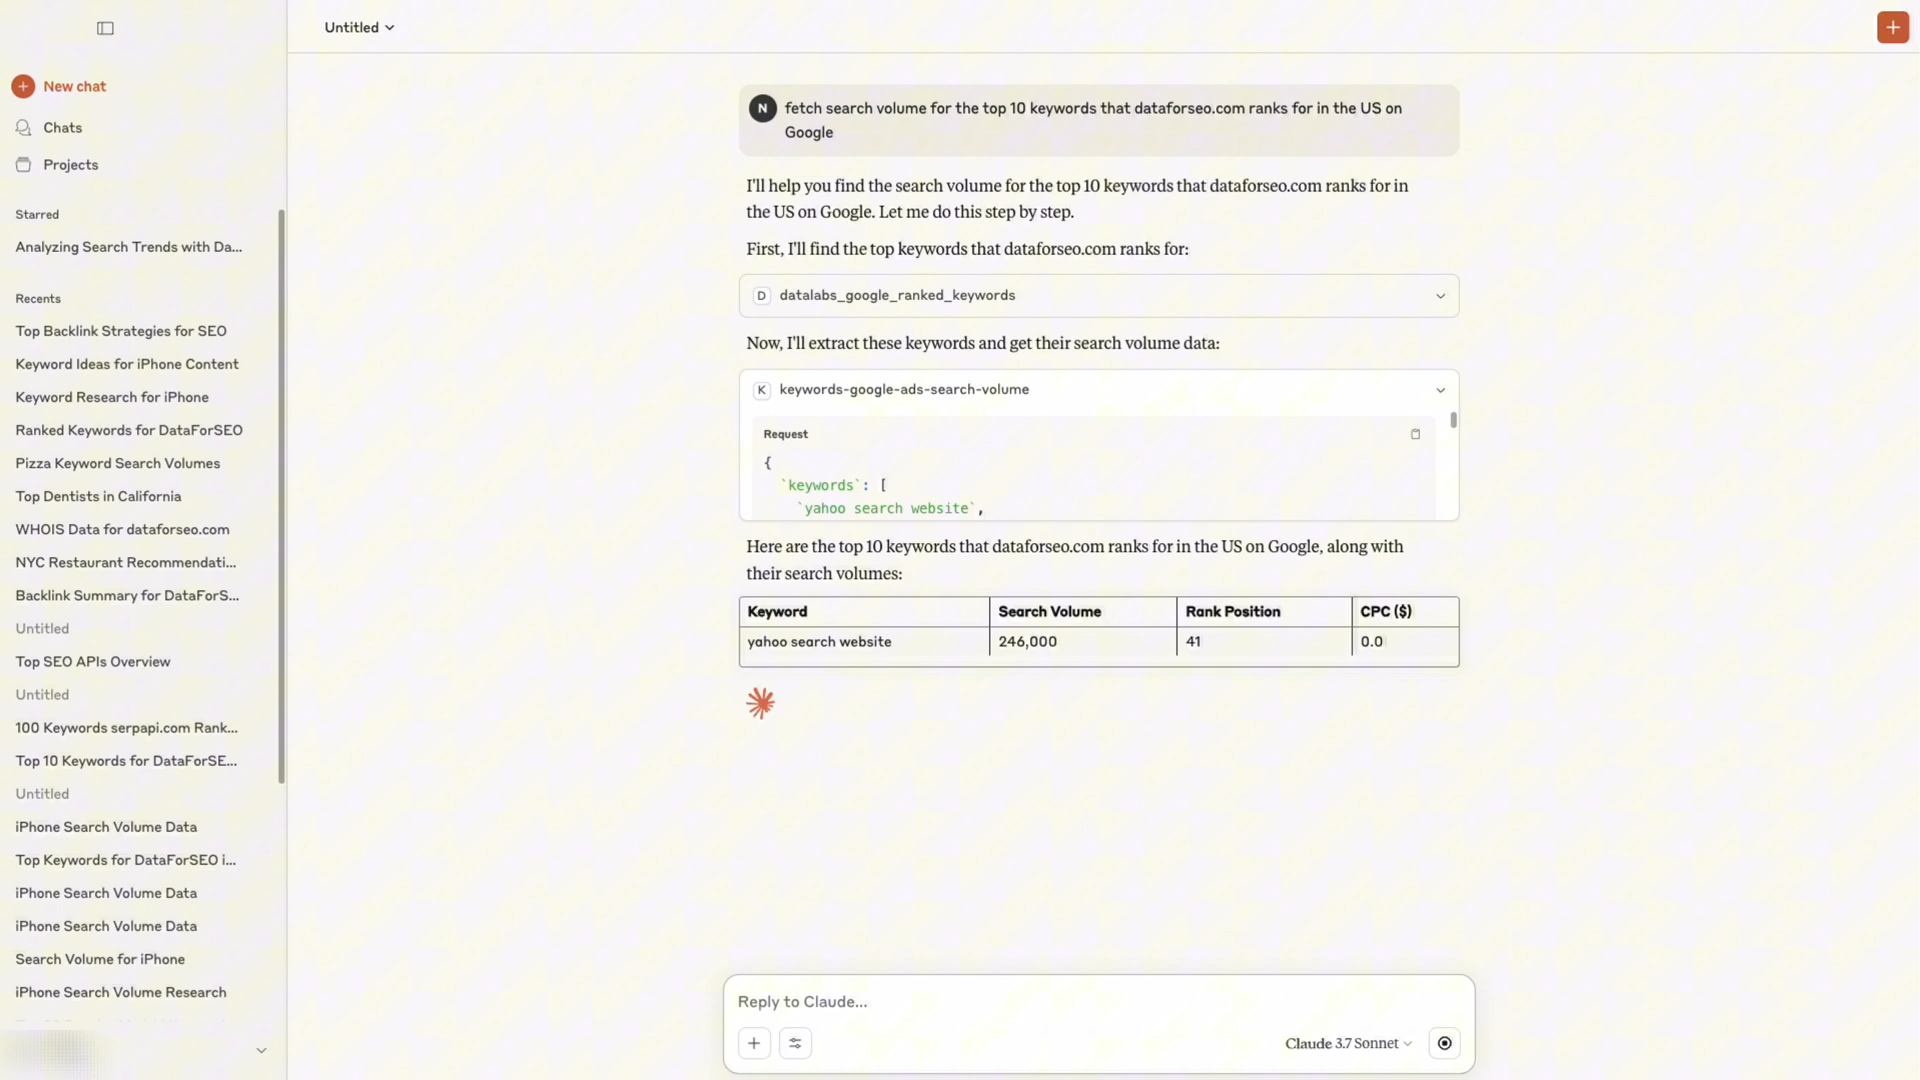 Untitled
New chat
Chats
Projects
Starred
Analyzing Search Trends with Da...
Recents
Top Backlink Strategies for SEO
Keyword Ideas for iPhone Content
Keyword Research for iPhone
Ranked Keywords for DataForSEO
Pizza Keyword Search Volumes
Top Dentists in California
WHOIS Data for dataforseo.com
NYC Restaurant Recommendati...
Backlink Summary for DataForS...
Untitled
Top SEO APIs Overview
Untitled
100 Keywords serpapi.com Rank...
Top 10 Keywords for DataForSE...
Untitled
iPhone Search Volume Data
Top Keywords for DataForSEO i...
iPhone Search Volume Data
iPhone Search Volume Data
Search Volume for iPhone
iPhone Search Volume Research
N fetch search volume for the top 10 keywords that dataforseo.com ranks for in the US on
Google
I'll help you find the search volume for the top 10 keywords that dataforseo.com ranks for in
the US on Google. Let me do this step by step.
First, I'll find the top keywords that dataforseo.com ranks for:
D datalabs_google_ranked_keywords
Now, I'll extract these keywords and get their search volume data:
K keywords-google-ads-search-volume
Request
{
`keywords`: [
`yahoo search website`,
Here are the top 10 keywords that dataforseo.com ranks for in the US on Google, along with
their search volumes:
Keyword Search Volume Rank Position CPC ($)
yahoo search website 246,000 41 0.0
Reply to Claude...
Claude 3.7 Sonnet